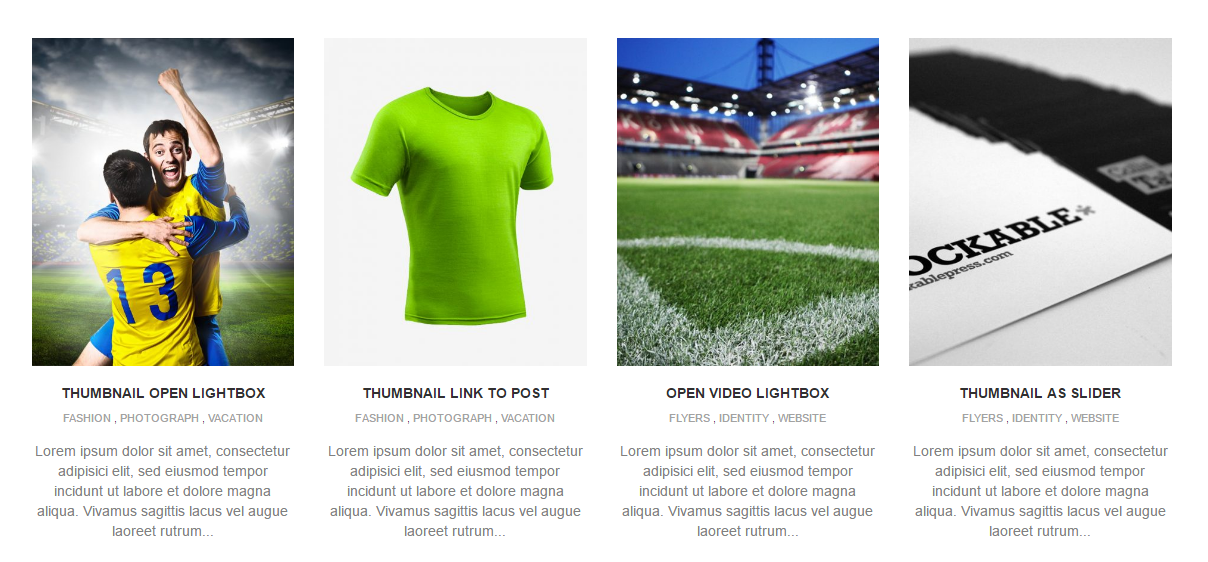 13
OCKABLE*
kablepress.com
THUMBNAIL OPEN LIGHTBOX
FASHION , PHOTOGRAPH , VACATION
Lorem ipsum dolor sit amet, consectetur
adipisici elit, sed eiusmod tempor
incidunt ut labore et dolore magna
aliqua. Vivamus sagittis lacus vel augue
laoreet rutrum...
THUMBNAIL LINK TO POST
FASHION , PHOTOGRAPH , VACATION
Lorem ipsum dolor sit amet, consectetur
adipisici elit, sed eiusmod tempor
incidunt ut labore et dolore magna
aliqua. Vivamus sagittis lacus vel augue
laoreet rutrum...
OPEN VIDEO LIGHTBOX
FLYERS , IDENTITY , WEBSITE
Lorem ipsum dolor sit amet, consectetur
adipisici elit, sed eiusmod tempor
incidunt ut labore et dolore magna
aliqua. Vivamus sagittis lacus vel augue
laoreet rutrum...
THUMBNAIL AS SLIDER
FLYERS , IDENTITY , WEBSITE
Lorem ipsum dolor sit amet, consectetur
adipisici elit, sed eiusmod tempor
incidunt ut labore et dolore magna
aliqua. Vivamus sagittis lacus vel augue
laoreet rutrum...